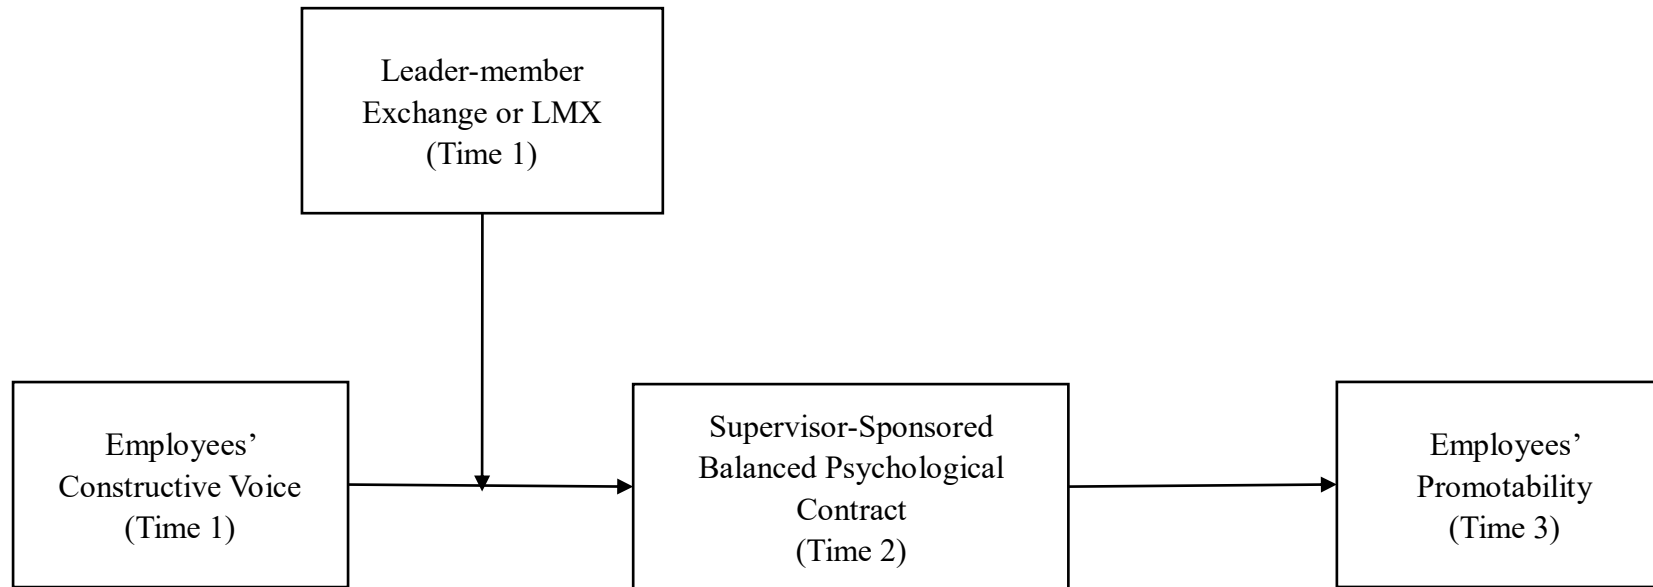 Leader-member
Exchange or LMX
(Time 1)
Employees’
Constructive Voice
(Time 1)
Supervisor-Sponsored
Balanced Psychological
Contract
(Time 2)
Employees’
Promotability
(Time 3)